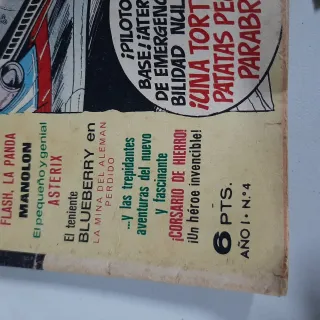 ¡PILOTO
BASE! ¡ATER
DE EMERGENC
BILIDAD NUL
¡UNA TORT
PATATAS PE
PARABR
FLASH, LA PANDA
MANOLON
El pequeño y genial
ASTERIX
El teniente
BLUEBERRY en
LA MINA DEL ALEMAN
PERDIDO
...y las trepidantes
aventuras del nuevo
y fascinante
¡CORSARIO DE HIERRO!
¡Un héroe invencible!
6 PTS.
AÑO I • N.º 4